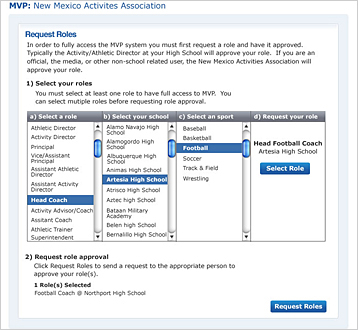 MVP: New Mexico Activites Association
Request Roles
In order to fully access the MVP system you must first request a role and have it approved.
Typically the Activity/Athletic Director at your High School will approve your role. If you are an
official, the media, or other non-school related user, the New Mexico Activities Association will
approve your role.
1) Select your roles
You must select at least one role to have full access to MVP. You
can select mutiple roles before requesting role approval.
a) Select a role
Athletic Director
Activity Director
Principal
Vice/Assistant
Principal
Assistant Athletic
Director
Assistant Activity
Director
Head Coach
Activity Advisor/Coach
Assitant Coach
Athletic Trainer
Superintendent
b) Select your school
Alamo Navajo High
School
Alamogordo High
School
Albuquerque High
School
Animas High School
Artesia High School
Atrisco High School
Aztec high School
Bataan Military
Academy
Belen high School
Bernalillo High School
c) Select an sport
Baseball
Basketball
Football
Soccer
Track & Field
Wrestling
d) Request your role
Head Football Coach
Artesia High School
Select Role
2) Request role approval
Click Request Roles to send a request to the appropriate person to
approve your role(s).
1 Role(s) Selected
Football Coach @ Northport High School
Request Roles